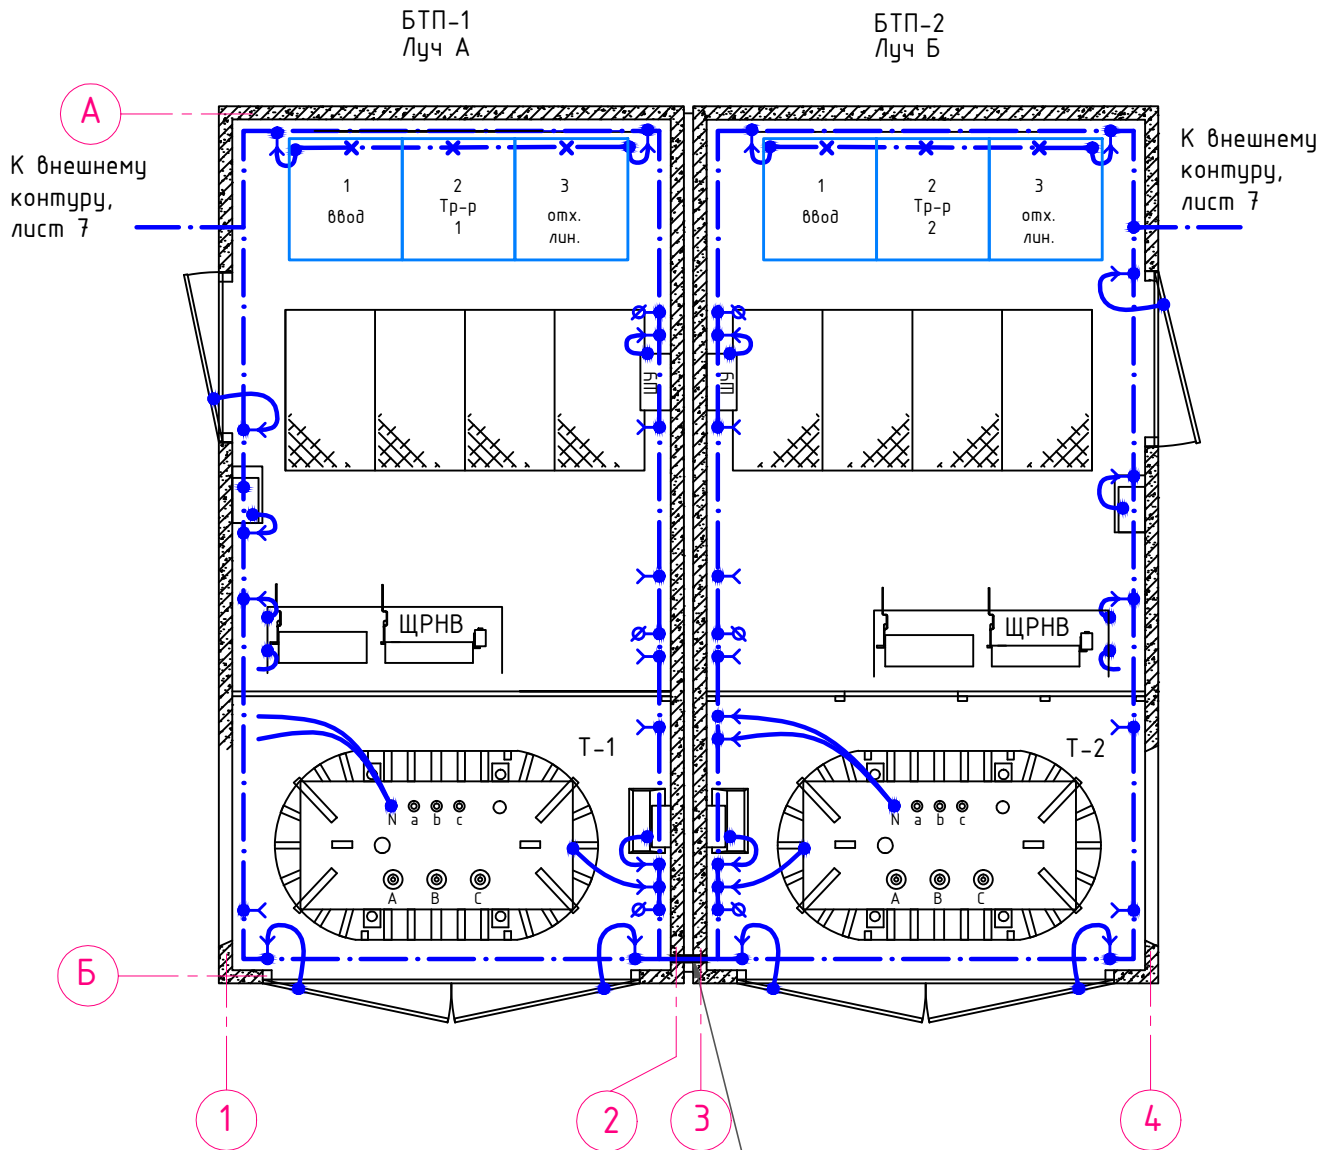 БТП-1
Луч А
БТП-2
Луч Б
А
К внешнему
контуру,
лист 7
К внешнему
контуру,
лист 7
1
ввод
2
Тр-р
1
3
отх.
лин.
1
ввод
2
Тр-р
2
3
отх.
лин.
ЩРНВ
ЩРНВ
Т-1
Т-2
N a b c
A B C
N a b c
A B C
Б
1
2
3
4